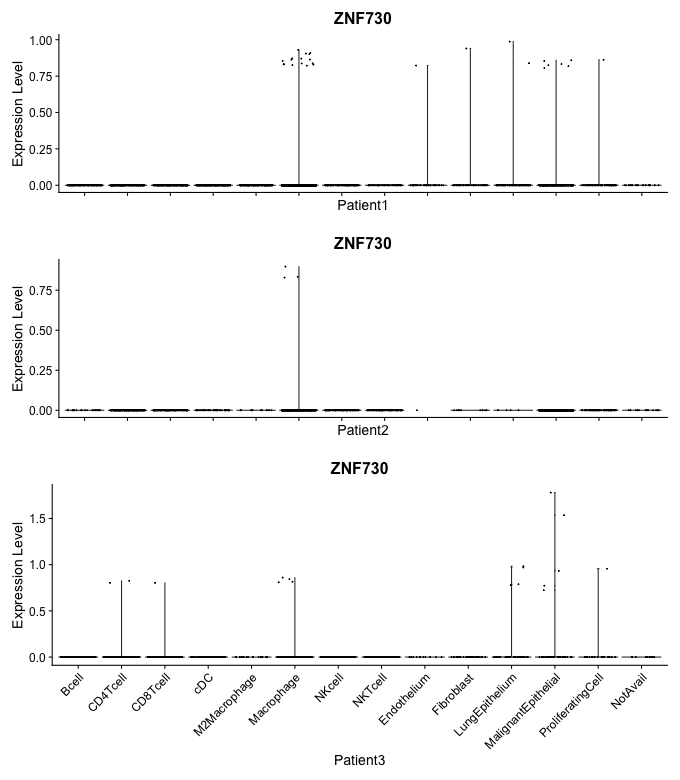 ZNF730
Expression Level
1.00
0.75
0.50
0.25
0.00
Patient1
ZNF730
Expression Level
0.75
0.50
0.25
0.00
Patient2
ZNF730
Expression Level
1.5
1.0
0.5
0.0
Bcell
CD4Tcell
CD8Tcell
cDC
M2Macrophage
Macrophage
NKcell
NKTcell
Endothelium
Fibroblast
LungEpithelium
MalignantEpithelial
ProliferatingCell
NotAvail
Patient3